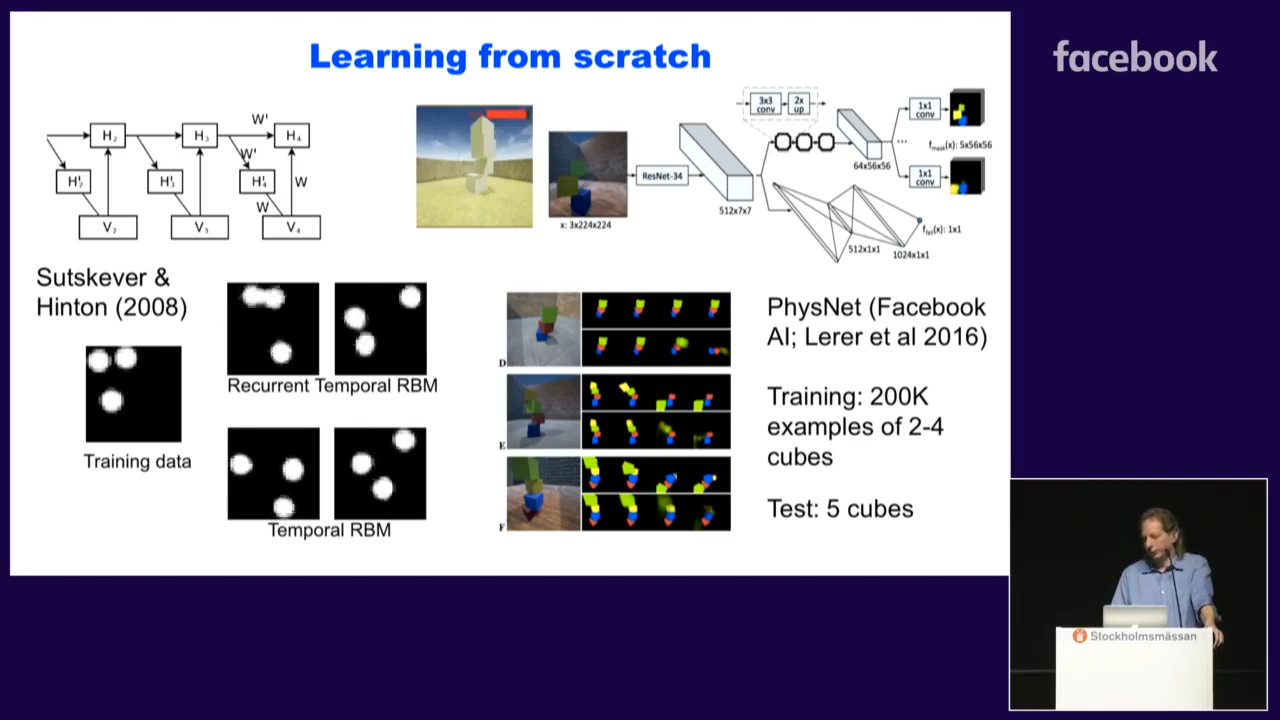 Learning from scratch
facebook
W'
H₂
H₃
H₄
W'
H'₂
H'₃
H'₄
W
W
V₂
V₃
V₄
3x3 conv
2x up
1x1 conv
ResNet-34
x: 3x224x224
512x7x7
64x56x56
...
fmask(x): 5x56x56
1x1 conv
ffall(x): 1x1
512x1x1
1024x1x1
Sutskever &
Hinton (2008)
Training data
Recurrent Temporal RBM
Temporal RBM
D
E
F
PhysNet (Facebook
AI; Lerer et al 2016)
Training: 200K
examples of 2-4
cubes
Test: 5 cubes
Stockholmsmässan